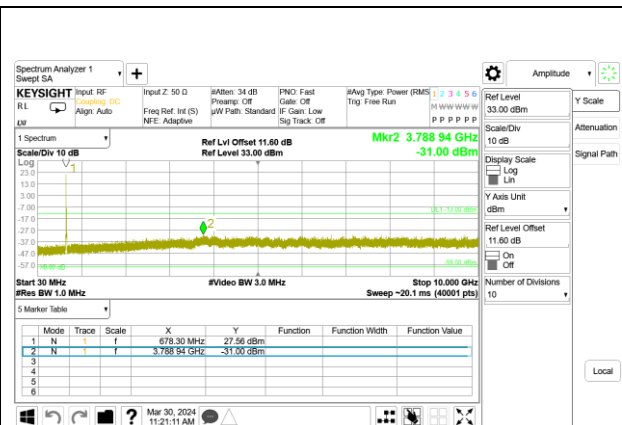 Spectrum Analyzer 1
Swept SA
+
Amplitude
KEYSIGHT
RL
Input: RF
Coupling: DC
Align: Auto
Input Z: 50 Ω
Freq Ref: Int (S)
NFE: Adaptive
#Atten: 34 dB
Preamp: Off
µW Path: Standard
PNO: Fast
Gate: Off
IF Gain: Low
Sig Track: Off
#Avg Type: Power (RMS
Trig: Free Run
1 2 3 4 5 6
M W W W W W
P P P P P P
1 Spectrum
Scale/Div 10 dB
Ref Lvl Offset 11.60 dB
Ref Level 33.00 dBm
Mkr2 3.788 94 GHz
-31.00 dBm
Log
23.0
13.0
3.00
-7.00
-17.0
-27.0
-37.0
-47.0
-57.0
1
2
DL1 -13.00 dBm
Start 30 MHz
#Video BW 3.0 MHz
Stop 10.000 GHz
#Res BW 1.0 MHz
Sweep ~20.1 ms (40001 pts)
5 Marker Table
Mode Trace Scale X Y Function Function Width Function Value
1 N 1 f 678.30 MHz 27.56 dBm
2 N 1 f 3.788 94 GHz -31.00 dBm
3
4
5
6
?
Mar 30, 2024
11:21:11 AM
Ref Level
33.00 dBm
Scale/Div
10 dB
Display Scale
Log
Lin
Y Axis Unit
dBm
Ref Level Offset
11.60 dB
On
Off
Number of Divisions
10
Y Scale
Attenuation
Signal Path
Local